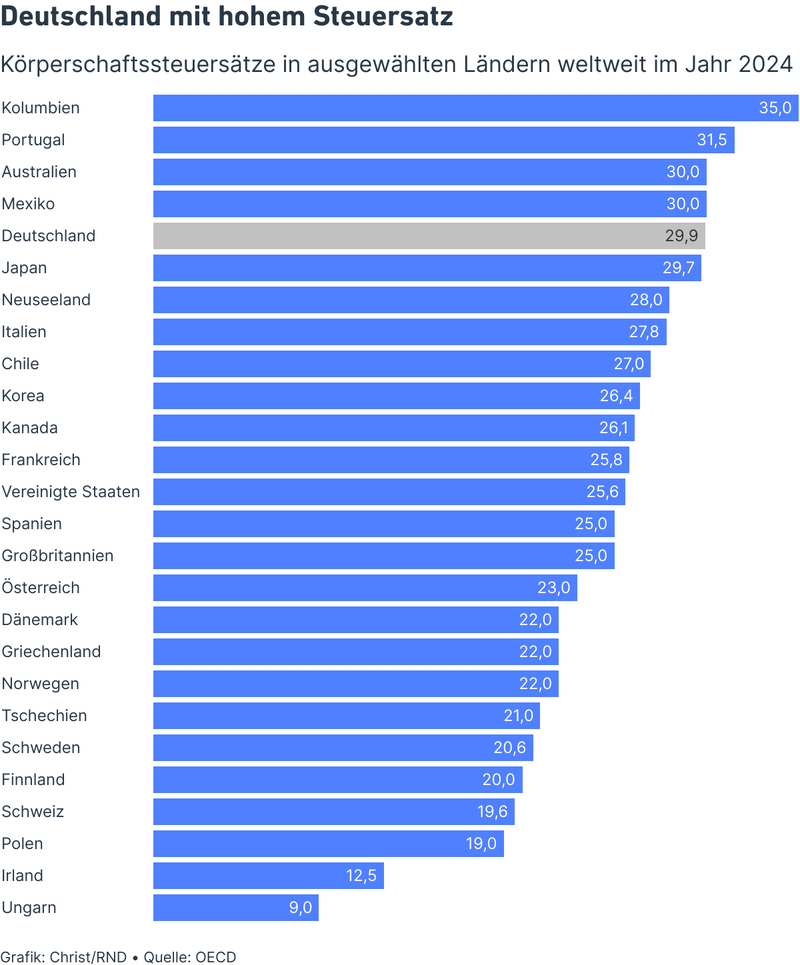 Deutschland mit hohem Steuersatz
Körperschaftssteuersätze in ausgewählten Ländern weltweit im Jahr 2024
Kolumbien 35,0
Portugal 31,5
Australien 30,0
Mexiko 30,0
Deutschland 29,9
Japan 29,7
Neuseeland 28,0
Italien 27,8
Chile 27,0
Korea 26,4
Kanada 26,1
Frankreich 25,8
Vereinigte Staaten 25,6
Spanien 25,0
Großbritannien 25,0
Österreich 23,0
Dänemark 22,0
Griechenland 22,0
Norwegen 22,0
Tschechien 21,0
Schweden 20,6
Finnland 20,0
Schweiz 19,6
Polen 19,0
Irland 12,5
Ungarn 9,0
Grafik: Christ/RND • Quelle: OECD